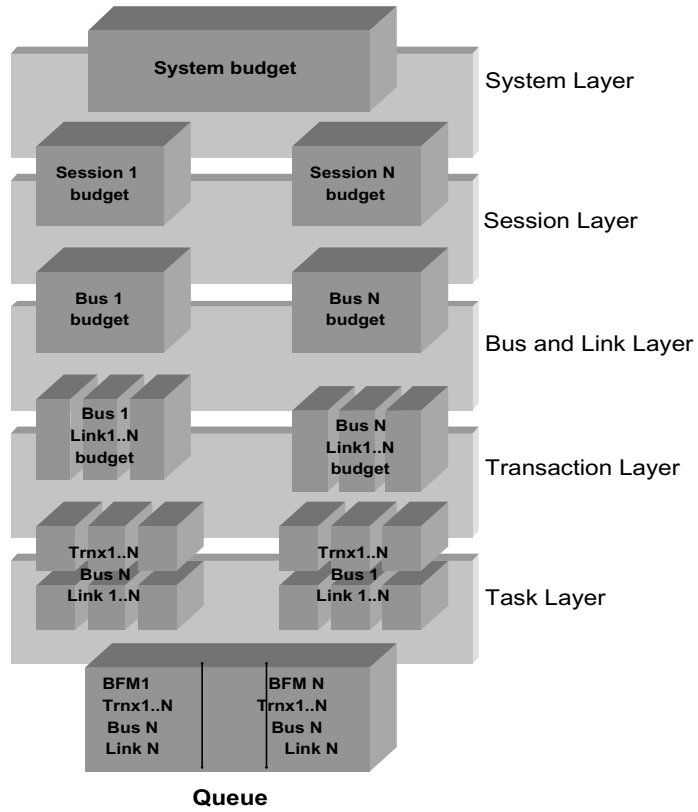 System budget
System Layer
Session 1
budget
Session N
budget
Session Layer
Bus 1
budget
Bus N
budget
Bus and Link Layer
Bus 1
Link1..N
budget
Bus N
Link1..N
budget
Transaction Layer
Trnx1..N
Bus N
Link 1..N
Trnx1..N
Bus 1
Link 1..N
Task Layer
BFM1
Trnx1..N
Bus N
Link N
BFM N
Trnx1..N
Bus N
Link N
Queue